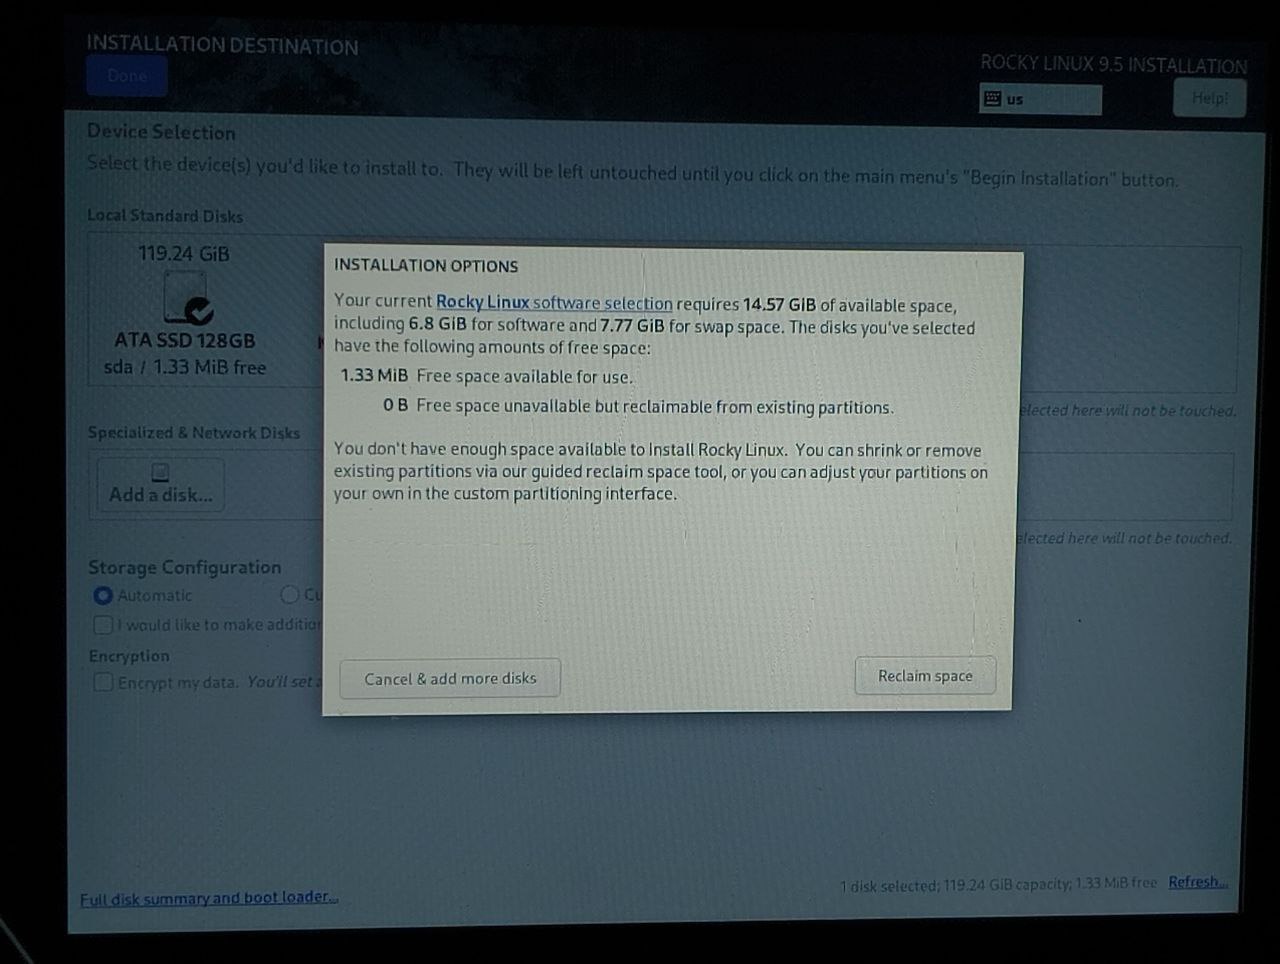 INSTALLATION DESTINATION
Done
ROCKY LINUX 9.5 INSTALLATION
us
Help!
Device Selection
Select the device(s) you'd like to install to. They will be left untouched until you click on the main menu's "Begin Installation" button.
Local Standard Disks
119.24 GiB
ATA SSD 128GB
sda / 1.33 MiB free
INSTALLATION OPTIONS
Your current Rocky Linux software selection requires 14.57 GiB of available space,
including 6.8 GiB for software and 7.77 GiB for swap space. The disks you've selected
have the following amounts of free space:
1.33 MiB Free space available for use.
0 B Free space unavailable but reclaimable from existing partitions.
You don't have enough space available to install Rocky Linux. You can shrink or remove
existing partitions via our guided reclaim space tool, or you can adjust your partitions on
your own in the custom partitioning interface.
Cancel & add more disks
Reclaim space
elected here will not be touched.
Specialized & Network Disks
Add a disk...
elected here will not be touched.
Storage Configuration
Automatic
Cu
I would like to make addition
Encryption
Encrypt my data. You'll set a
Full disk summary and boot loader...
1 disk selected; 119.24 GiB capacity; 1.33 MiB free Refresh...